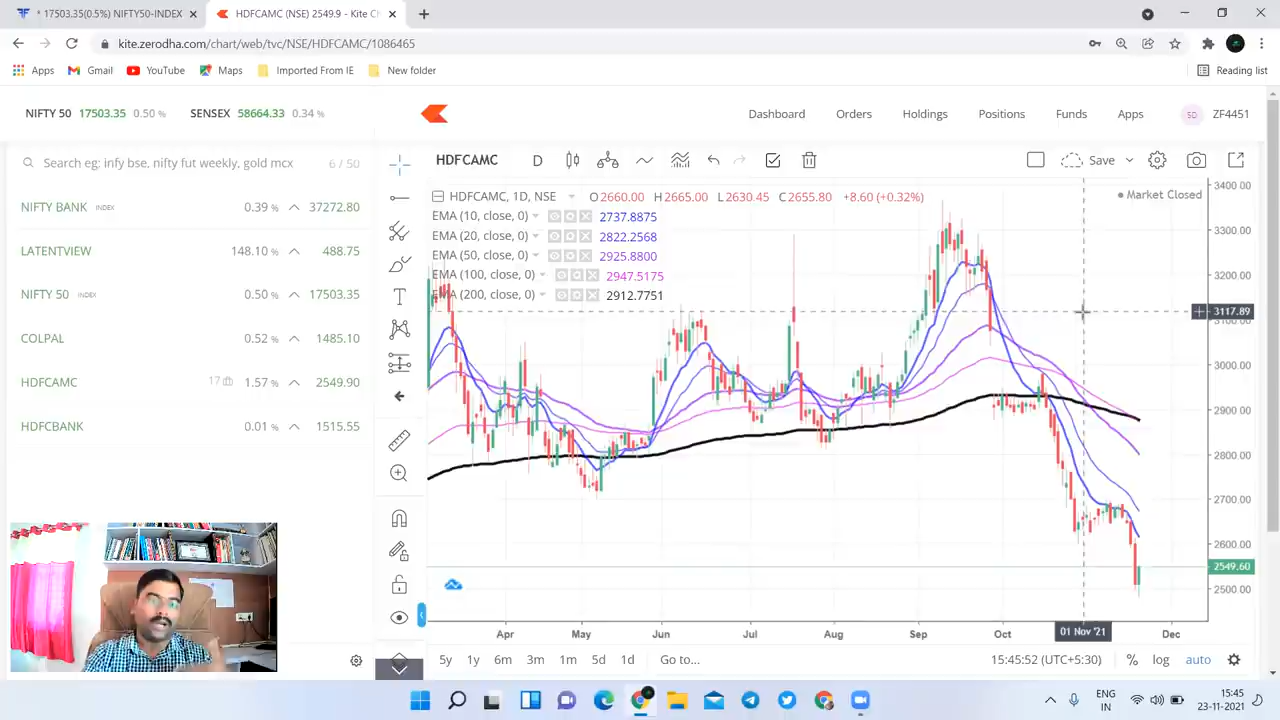 * 17503.35(0.5%) NIFTY50-INDEX
HDFCAMC (NSE) 2549.9 - Kite Ch
kite.zerodha.com/chart/web/tvc/NSE/HDFCAMC/1086465
Apps Gmail YouTube Maps Imported From IE New folder Reading list
NIFTY 50 17503.35 0.50 % SENSEX 58664.33 0.34 %
Dashboard Orders Holdings Positions Funds Apps SD ZF4451
Search eg: infy bse, nifty fut weekly, gold mcx 6 / 50
HDFCAMC D Save
NIFTY BANK INDEX 0.39 % 37272.80
LATENTVIEW 148.10 % 488.75
NIFTY 50 INDEX 0.50 % 17503.35
COLPAL 0.52 % 1485.10
HDFCAMC 17 1.57 % 2549.90
HDFCBANK 0.01 % 1515.55
HDFCAMC, 1D, NSE O2660.00 H2665.00 L2630.45 C2655.80 +8.60 (+0.32%)
Market Closed
EMA (10, close, 0) 2737.8875
EMA (20, close, 0) 2822.2568
EMA (50, close, 0) 2925.8800
EMA (100, close, 0) 2947.5175
EMA (200, close, 0) 2912.7751
3400.00
3300.00
3200.00
3117.89
3100.00
3000.00
2900.00
2800.00
2700.00
2600.00
2549.60
2500.00
Apr May Jun Jul Aug Sep Oct 01 Nov '21 Dec
5y 1y 6m 3m 1m 5d 1d Go to... 15:45:52 (UTC+5:30) % log auto
ENG
IN
15:45
23-11-2021